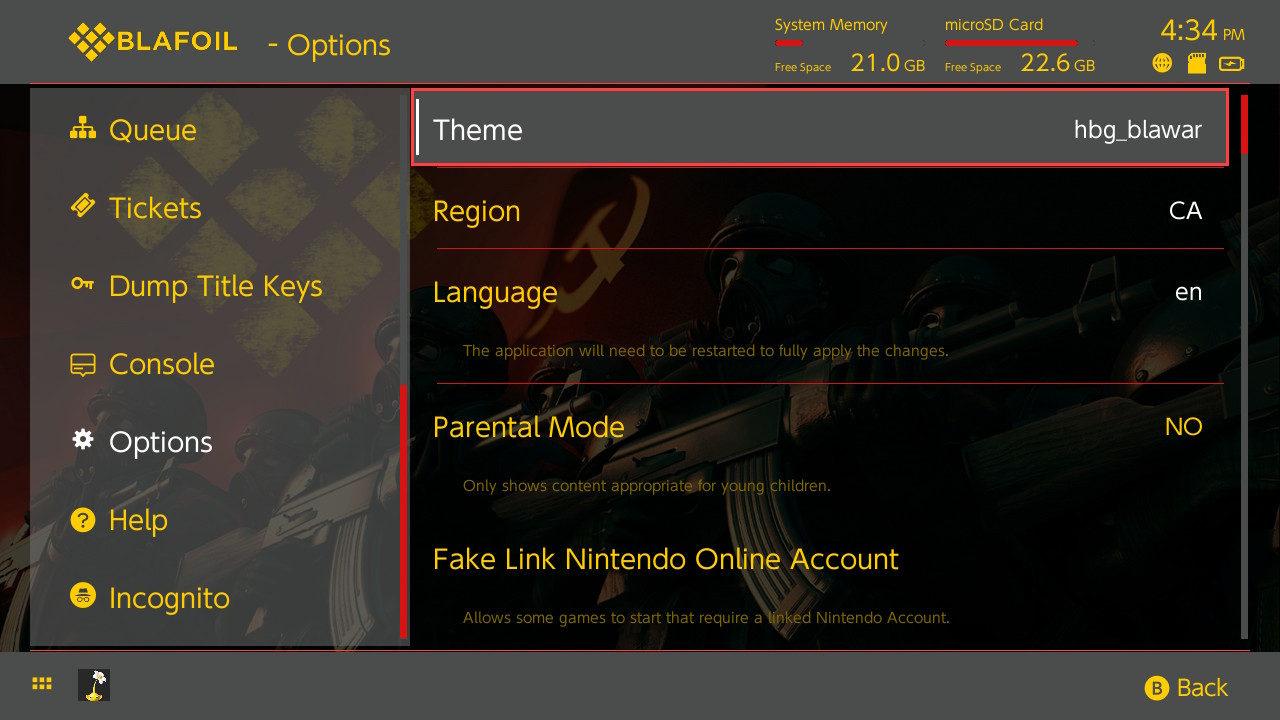 BLAFOIL - Options
System Memory
Free Space 21.0 GB
microSD Card
Free Space 22.6 GB
4:34 PM
Queue
Tickets
Dump Title Keys
Console
Options
Help
Incognito
Theme hbg_blawar
Region CA
Language en
The application will need to be restarted to fully apply the changes.
Parental Mode NO
Only shows content appropriate for young children.
Fake Link Nintendo Online Account
Allows some games to start that require a linked Nintendo Account.
B Back